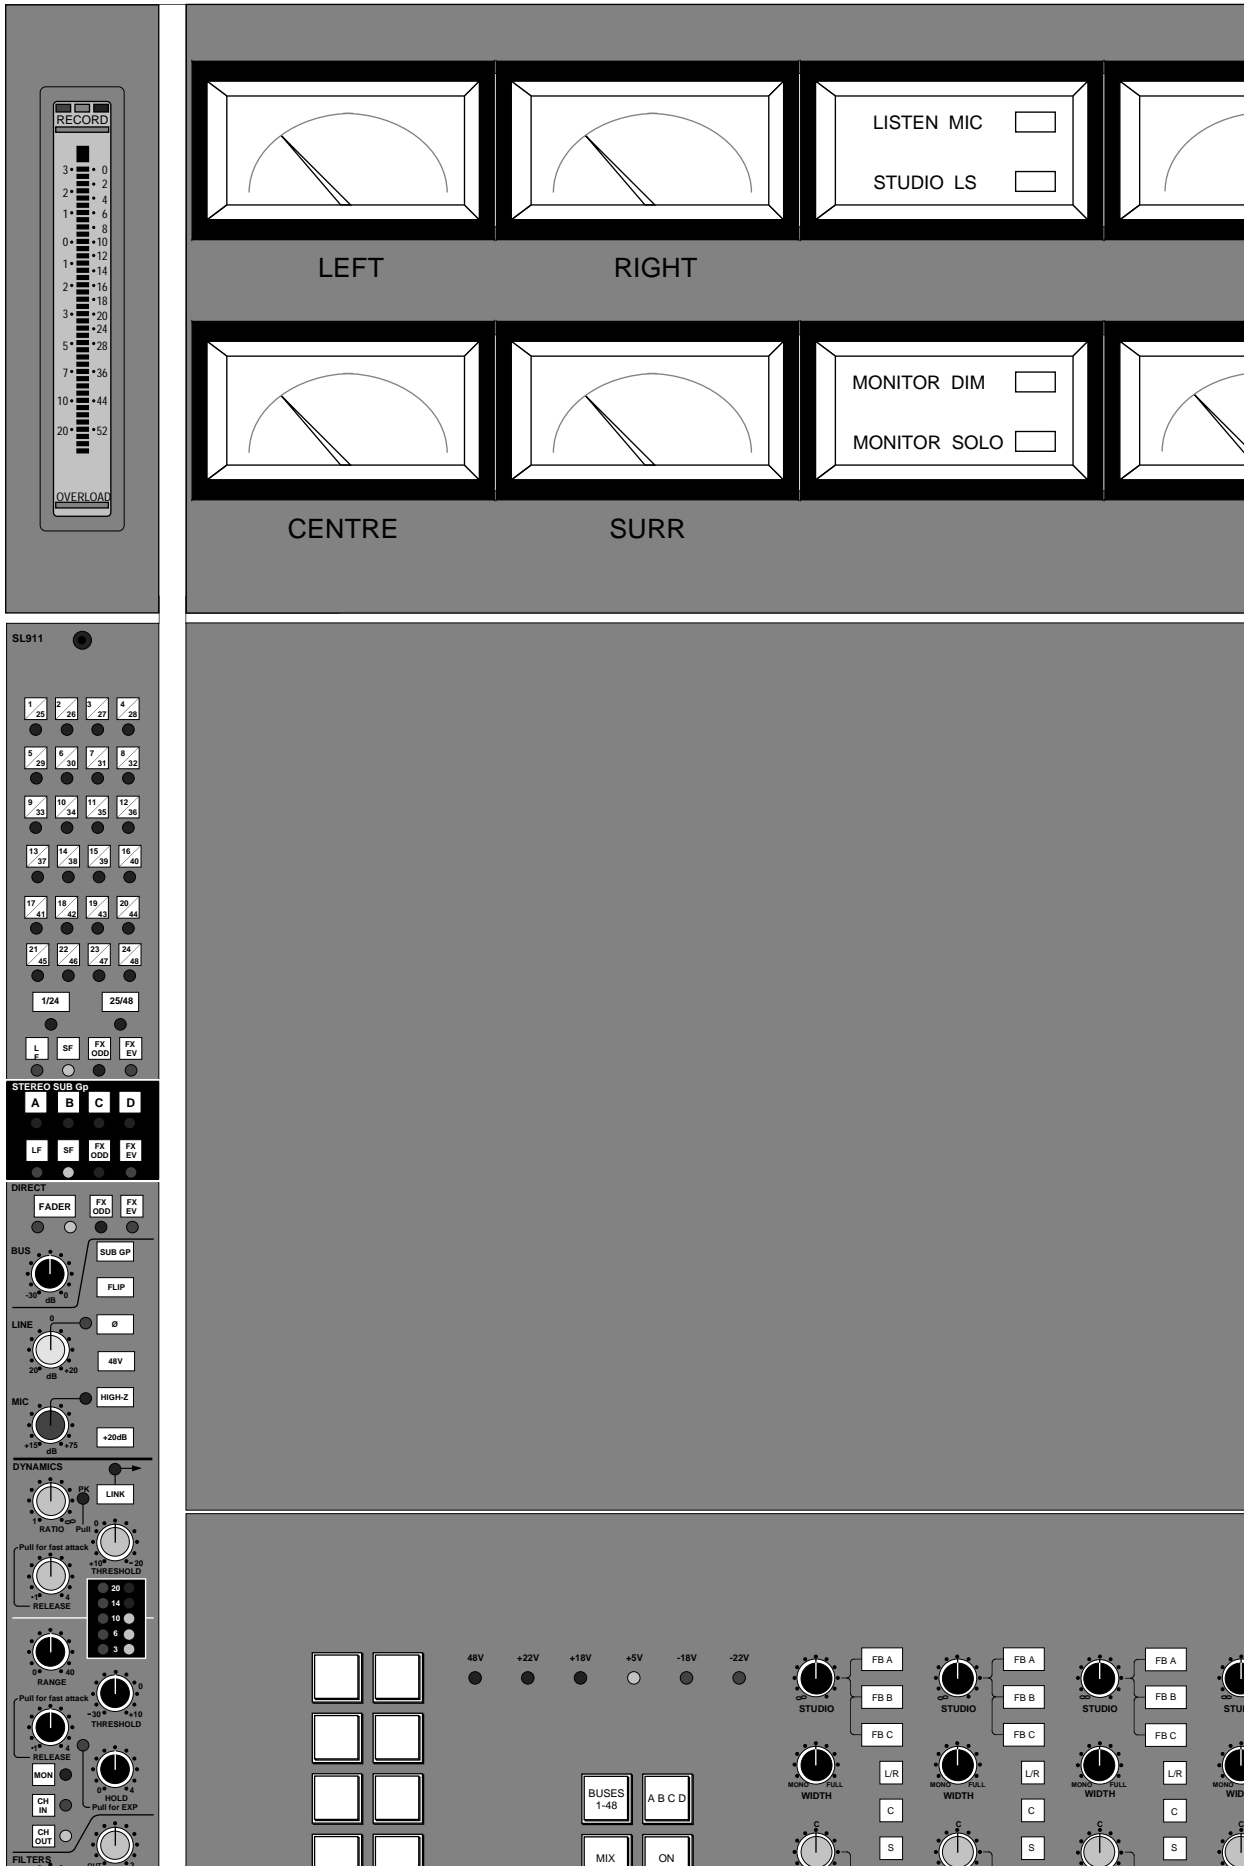 RECORD
3 0
2
2 4
1 6
8
0 10
12
1 14
2 16
18
3 20
24
5 28
7 36
10 44
20 52
OVERLOAD
LISTEN MIC
STUDIO LS
LEFT RIGHT
MONITOR DIM
MONITOR SOLO
CENTRE SURR
SL911
1 25 2 26 3 27 4 28
5 29 6 30 7 31 8 32
9 33 10 34 11 35 12 36
13 37 14 38 15 39 16 40
17 41 18 42 19 43 20 44
21 45 22 46 23 47 24 48
1/24 25/48
SF FX ODD FX EV
STEREO SUB Gp
A B C D
LF SF FX ODD FX EV
DIRECT
FADER FX ODD FX EV
BUS SUB GP
FLIP
-30 dB 0
LINE 0 Ø
48V
20 dB +20
MIC HIGH-Z
+20dB
+15 dB +75
DYNAMICS
PK LINK
1 RATIO ∞ Pull 0
Pull for fast attack
+10 -20
THRESHOLD
.1 4
RELEASE
20
14
10
6
3
0 40
RANGE
Pull for fast attack
0
-30 +10
THRESHOLD
.1 4
RELEASE
MON
0 4
HOLD
CH IN
Pull for EXP
CH OUT
FILTERS
OUT 3
48V +22V +18V +5V -18V -22V
BUSES 1-48
A B C D
MIX ON
FB A FB A FB A
∞ ∞ ∞ ∞
FB B FB B FB B
STUDIO STUDIO STUDIO STU
FB C FB C FB C
L/R L/R L/R
MONO FULL MONO FULL MONO FULL MONO
WIDTH WIDTH WIDTH WID
C C C
C C C C
S S S